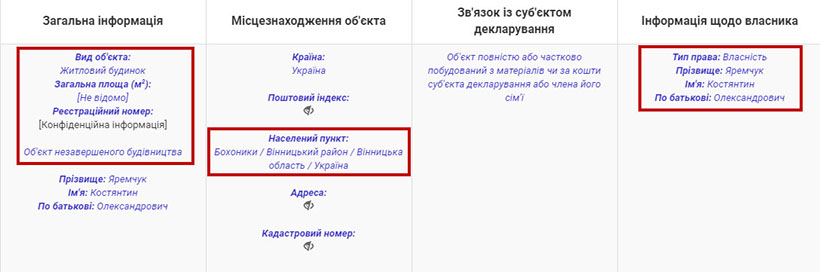 Загальна інформація
Вид об'єкта:
Житловий будинок
Загальна площа (м²):
[Не відомо]
Реєстраційний номер:
[Конфіденційна інформація]
Об'єкт незавершеного будівництва
Прізвище: Яремчук
Ім'я: Костянтин
По батькові: Олександрович
Місцезнаходження об'єкта
Країна:
Україна
Поштовий індекс:
Населений пункт:
Бохоники / Вінницький район / Вінницька
область / Україна
Адреса:
Кадастровий номер:
Зв'язок із суб'єктом
декларування
Об'єкт повністю або частково
побудований з матеріалів чи за кошти
суб'єкта декларування або члена його
сім'ї
Інформація щодо власника
Тип права: Власність
Прізвище: Яремчук
Ім'я: Костянтин
По батькові: Олександрович